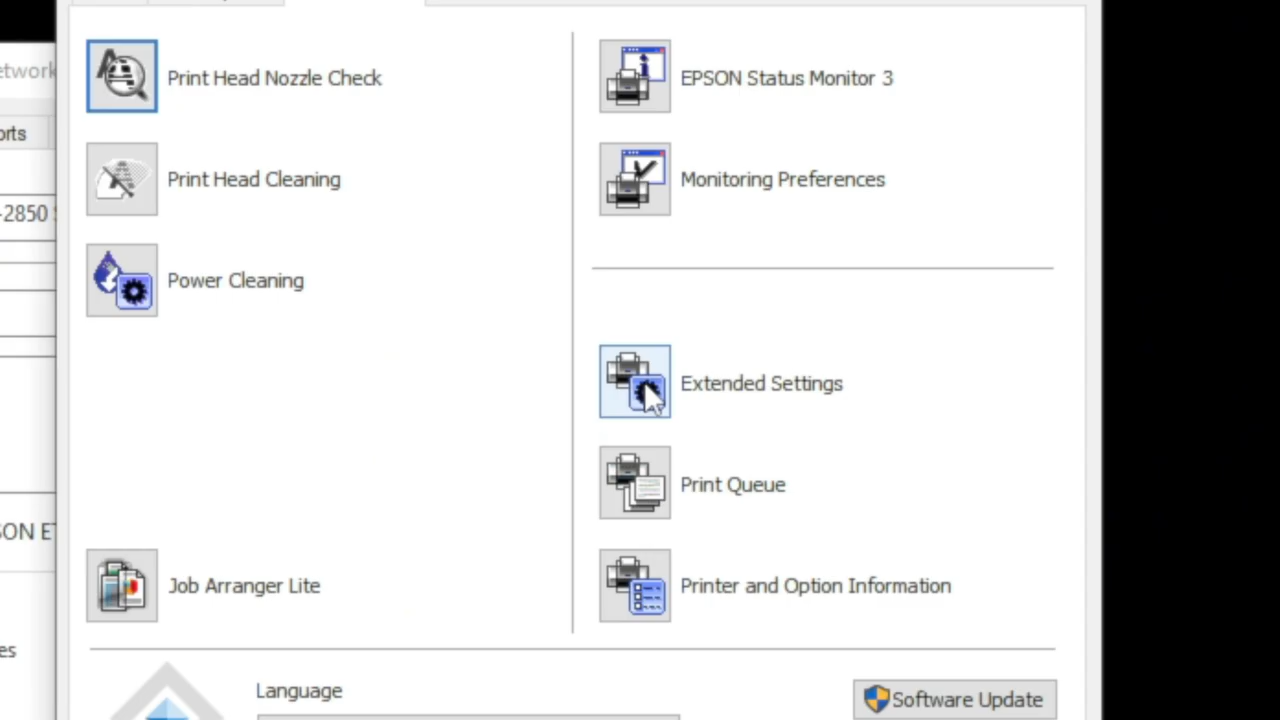 etwork
orts
-2850
SON ET
es
Print Head Nozzle Check
Print Head Cleaning
Power Cleaning
Job Arranger Lite
EPSON Status Monitor 3
Monitoring Preferences
Extended Settings
Print Queue
Printer and Option Information
Language
Software Update